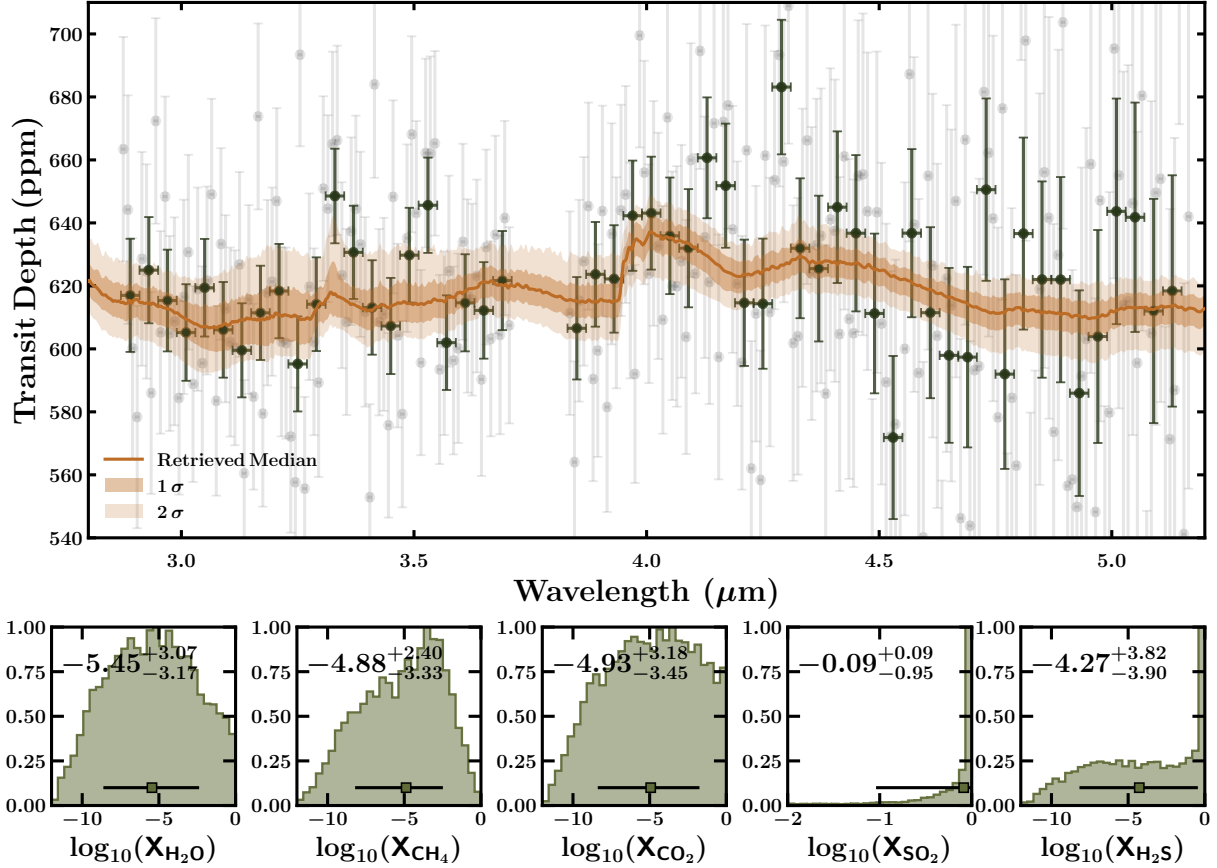 700
680
660
640
620
600
580
560
540
Transit Depth (ppm)
Retrieved Median
1 σ
2 σ
3.0 3.5 4.0 4.5 5.0
Wavelength (μm)
1.00 1.00 1.00 1.00 1.00
−5.45 +3.07 −3.17 −4.88 +2.40 −3.33 −4.93 +3.18 −3.45 −0.09 +0.09 −0.95 −4.27 +3.82 −3.90
0.75 0.75 0.75 0.75 0.75
0.50 0.50 0.50 0.50 0.50
0.25 0.25 0.25 0.25 0.25
0.00 0.00 0.00 0.00 0.00
−10 −5 0 −10 −5 0 −10 −5 0 −2 −1 0 −10 −5 0
log₁₀(X_H₂O) log₁₀(X_CH₄) log₁₀(X_CO₂) log₁₀(X_SO₂) log₁₀(X_H₂S)